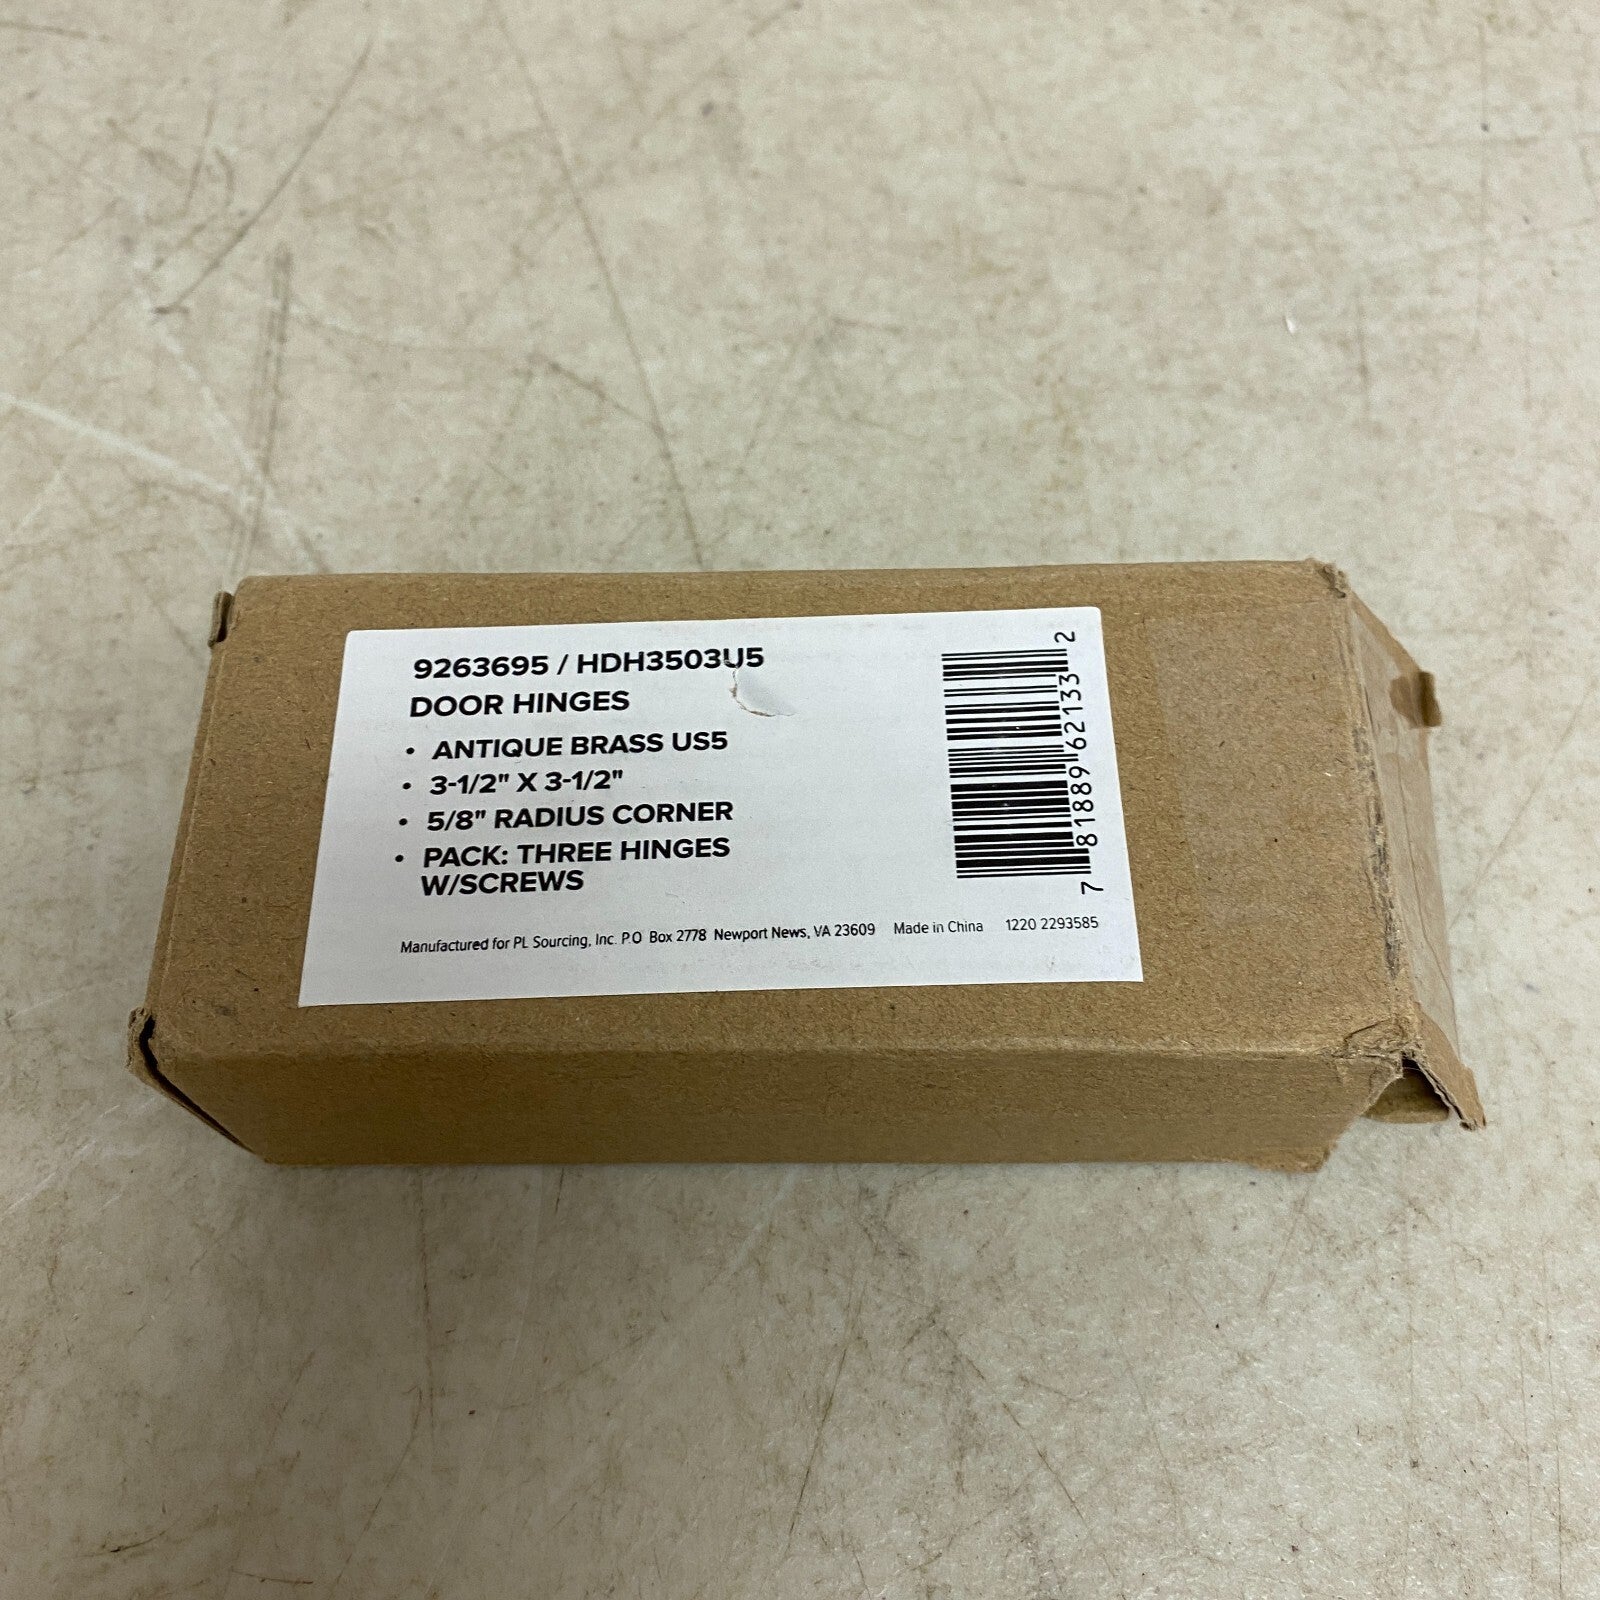 9263695 / HDH3503U5
DOOR HINGES
• ANTIQUE BRASS US5
• 3-1/2" X 3-1/2"
• 5/8" RADIUS CORNER
• PACK: THREE HINGES
W/SCREWS
7 81889 62133 2
Manufactured for PL Sourcing, Inc. P.O Box 2778 Newport News, VA 23609 Made in China 1220 2293585